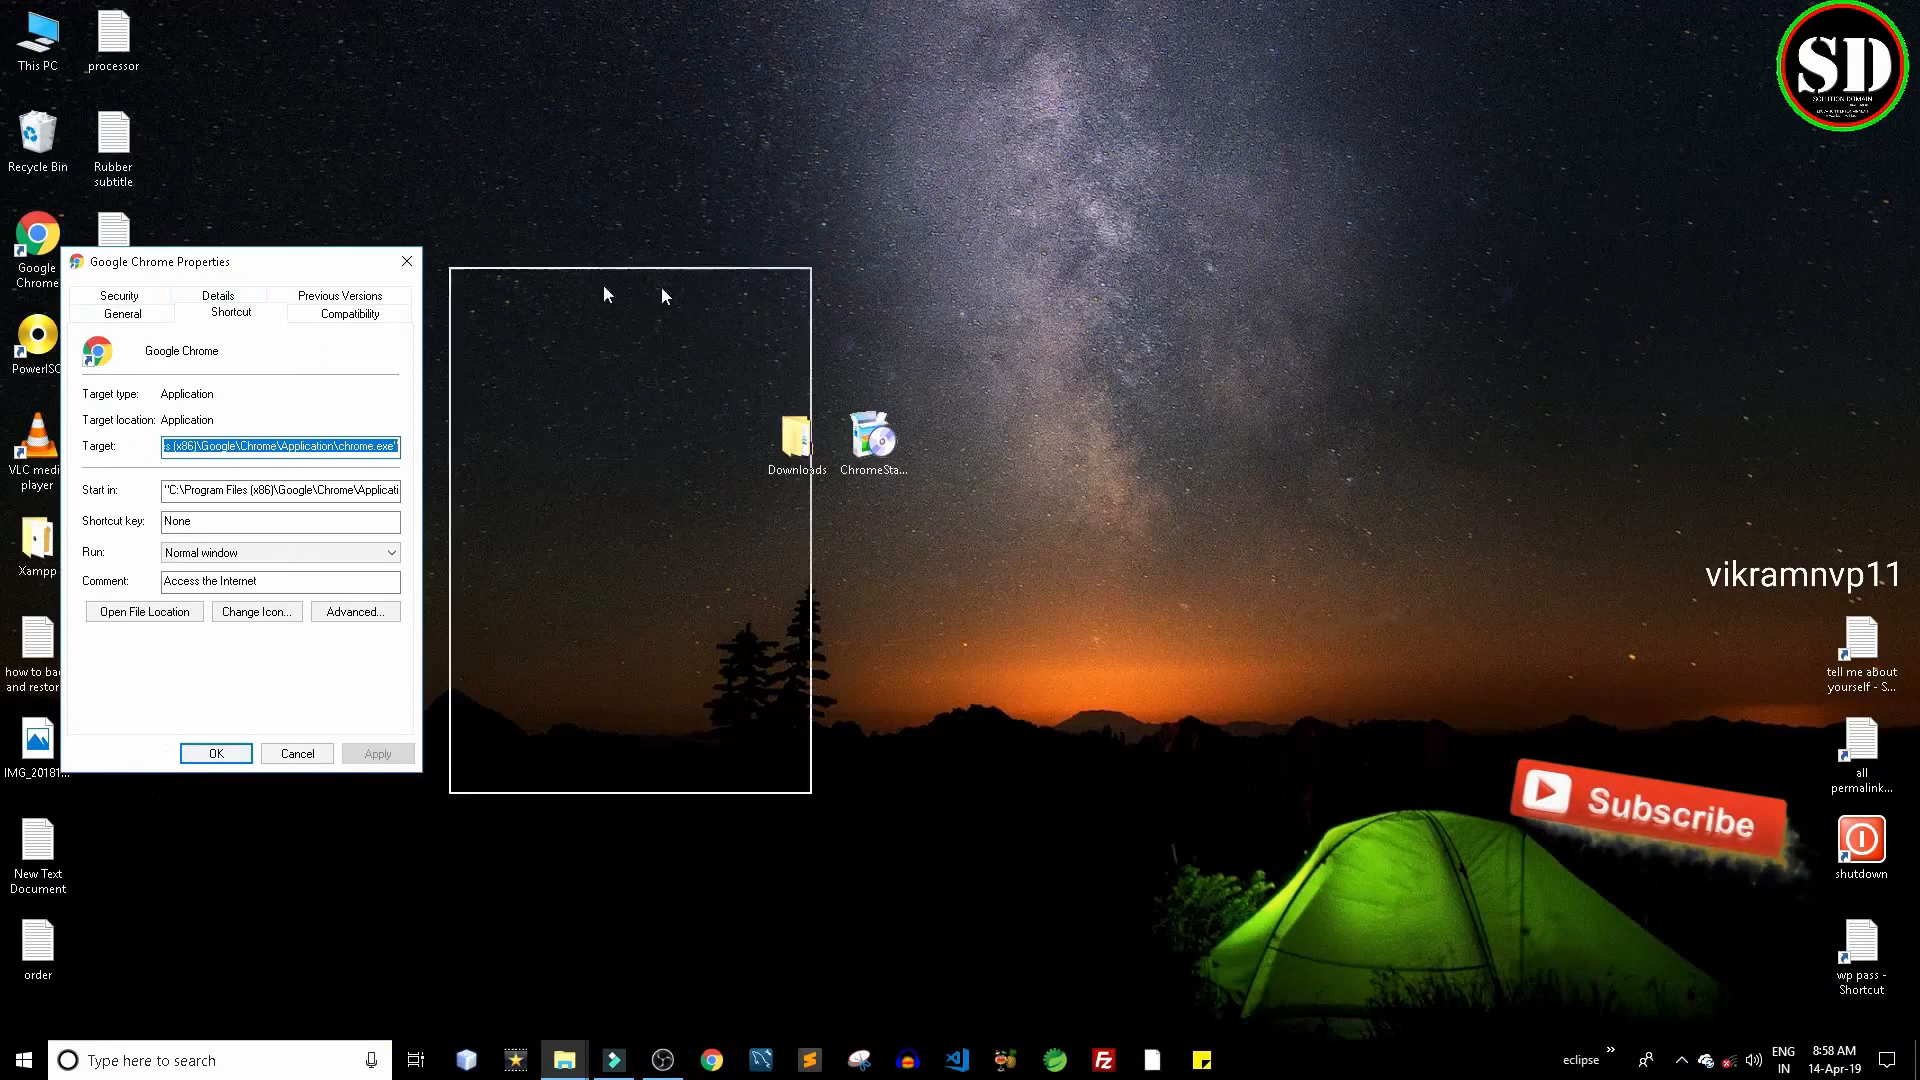 This PC
_processor
Recycle Bin
Rubber
subtitle
Google
Chrome
PowerISO
VLC medi
player
Xampp
how to ba
and restor
IMG_20181...
New Text
Document
order
Google Chrome Properties
Security
Details
Previous Versions
General
Shortcut
Compatibility
Google Chrome
Target type:
Application
Target location:
Application
Target:
s (x86)\Google\Chrome\Application\chrome.exe"
Start in:
"C:\Program Files (x86)\Google\Chrome\Applicati
Shortcut key:
None
Run:
Normal window
Comment:
Access the Internet
Open File Location
Change Icon...
Advanced...
OK
Cancel
Apply
Downloads
ChromeSta...
SD
SOLUTION DOMAIN
vikramnvp11
tell me about
yourself - S...
all
permalink...
Subscribe
shutdown
wp pass -
Shortcut
Type here to search
eclipse
ENG
IN
8:58 AM
14-Apr-19